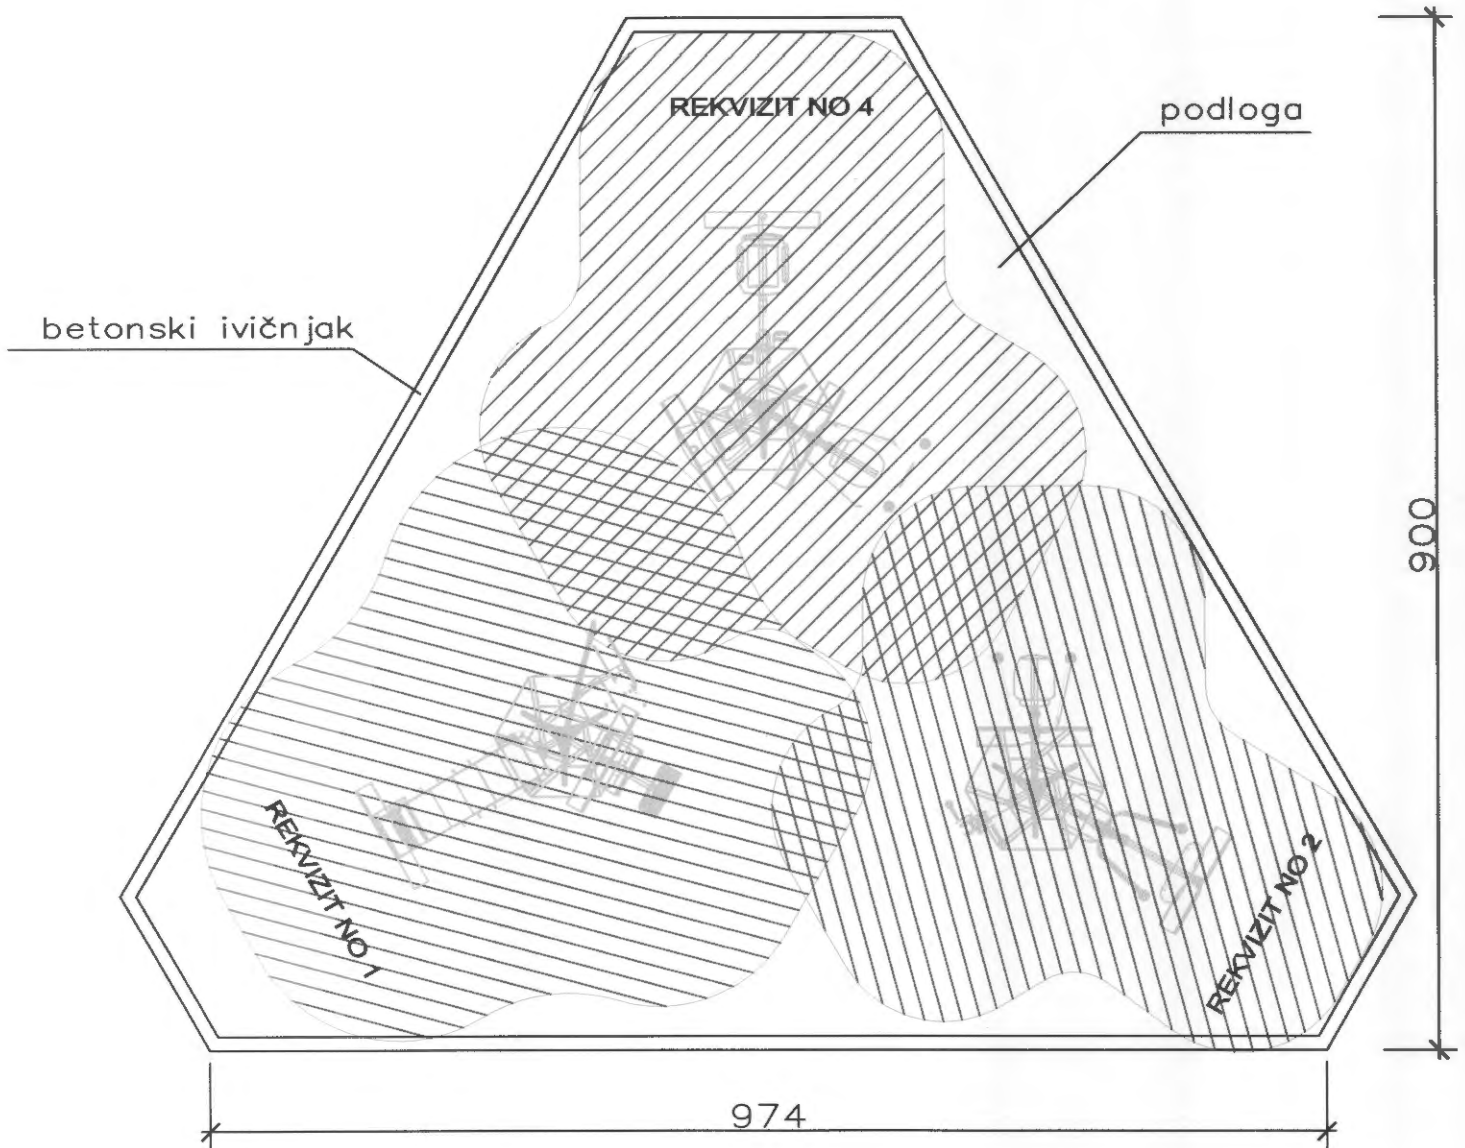 REKVIZIT NO 4
podloga
betonski ivičnjak
900
REKVIZIT NO 1
REKVIZIT NO 2
974